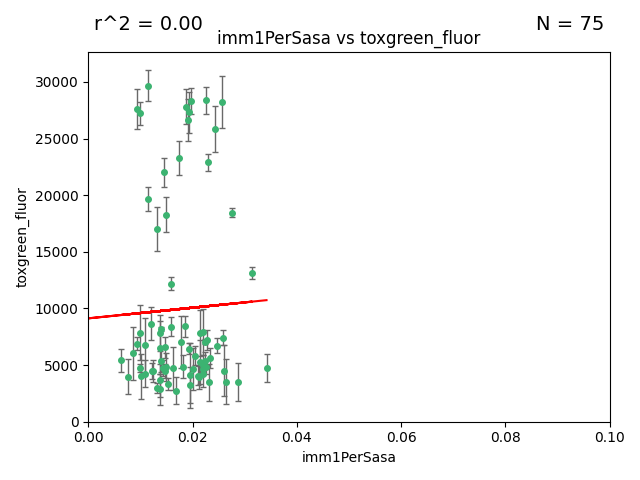 r^2 = 0.00
N = 75
imm1PerSasa vs toxgreen_fluor
30000
25000
20000
15000
10000
5000
0
toxgreen_fluor
0.00
0.02
0.04
0.06
0.08
0.10
imm1PerSasa